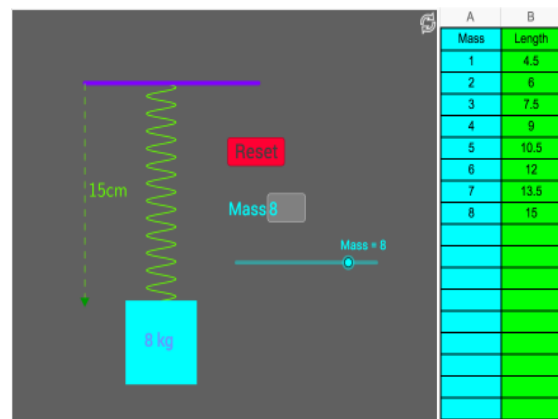 A B
Mass Length
1 4.5
2 6
3 7.5
4 9
5 10.5
6 12
7 13.5
8 15
Reset
15cm
Mass 8
Mass = 8
8 kg